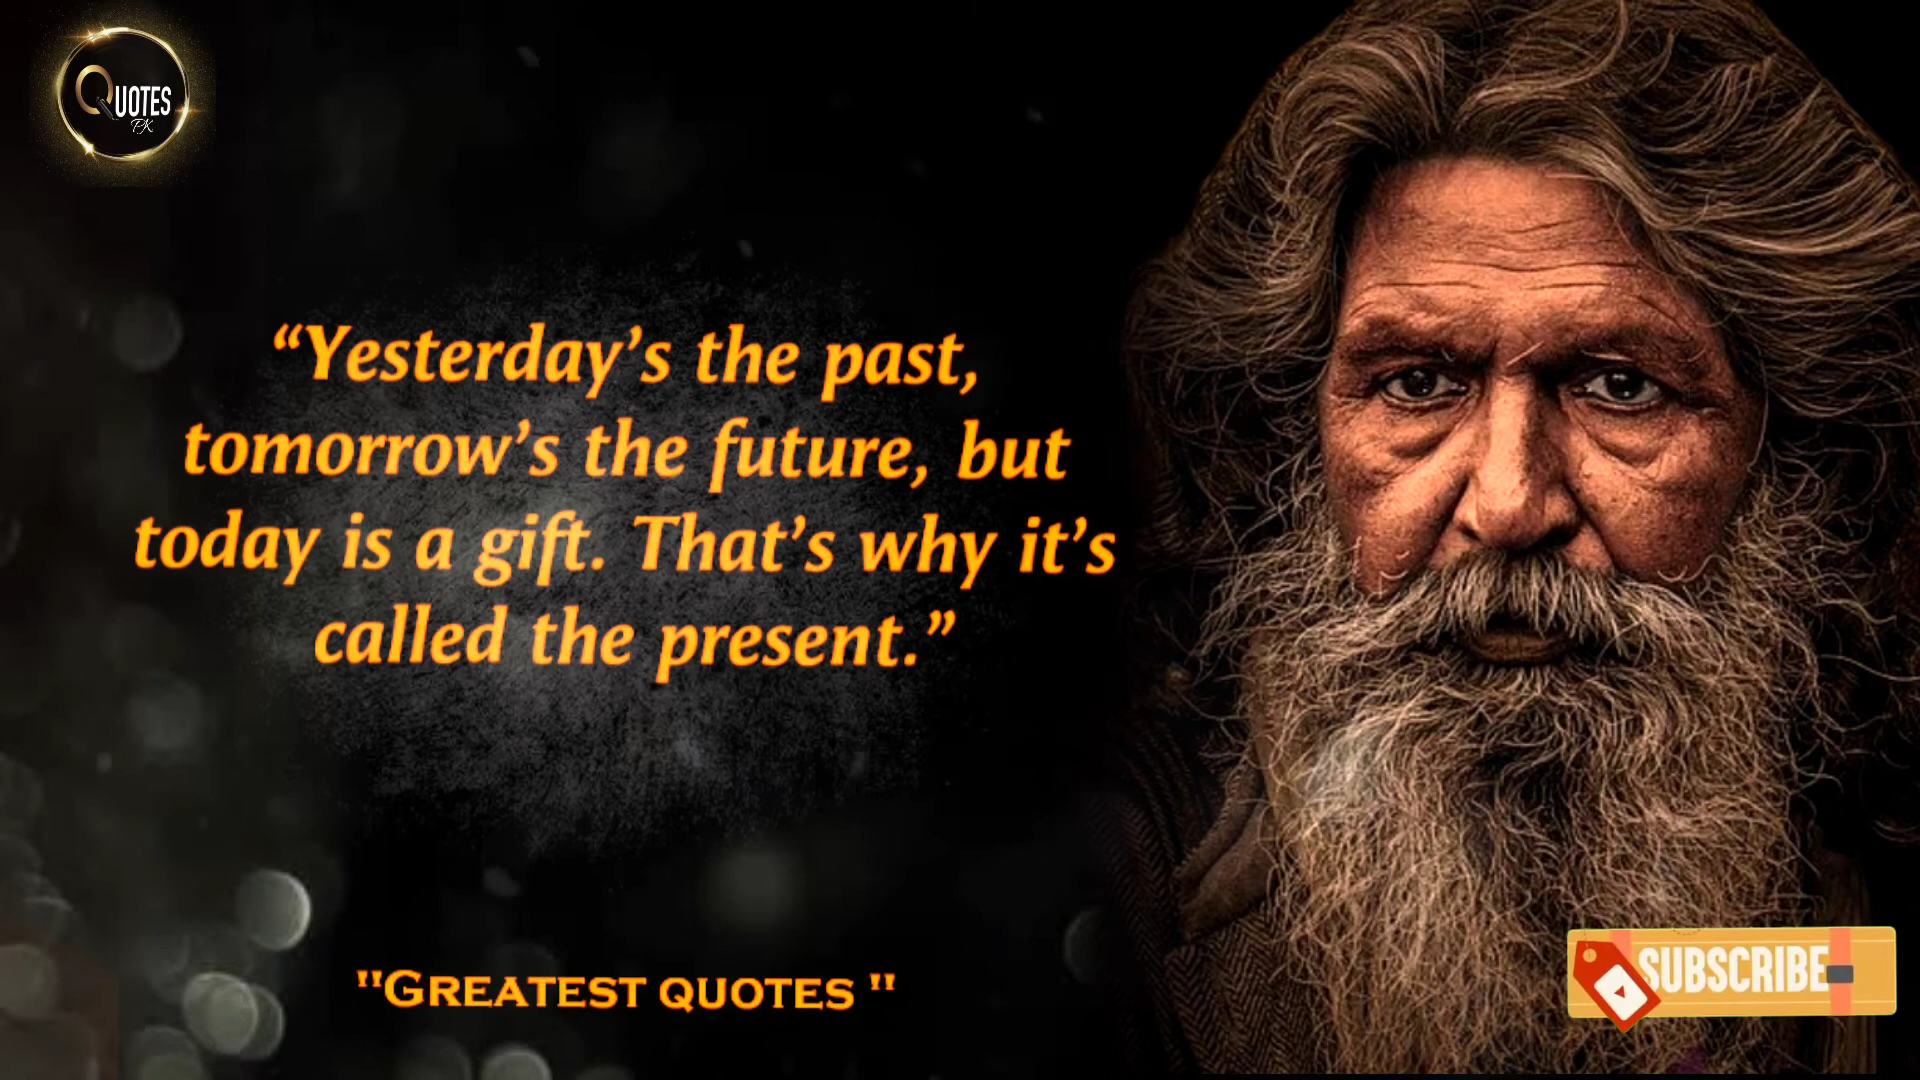 QUOTES
PK
“Yesterday’s the past,
tomorrow’s the future, but
today is a gift. That’s why it’s
called the present.”
"GREATEST QUOTES "
SUBSCRIBE